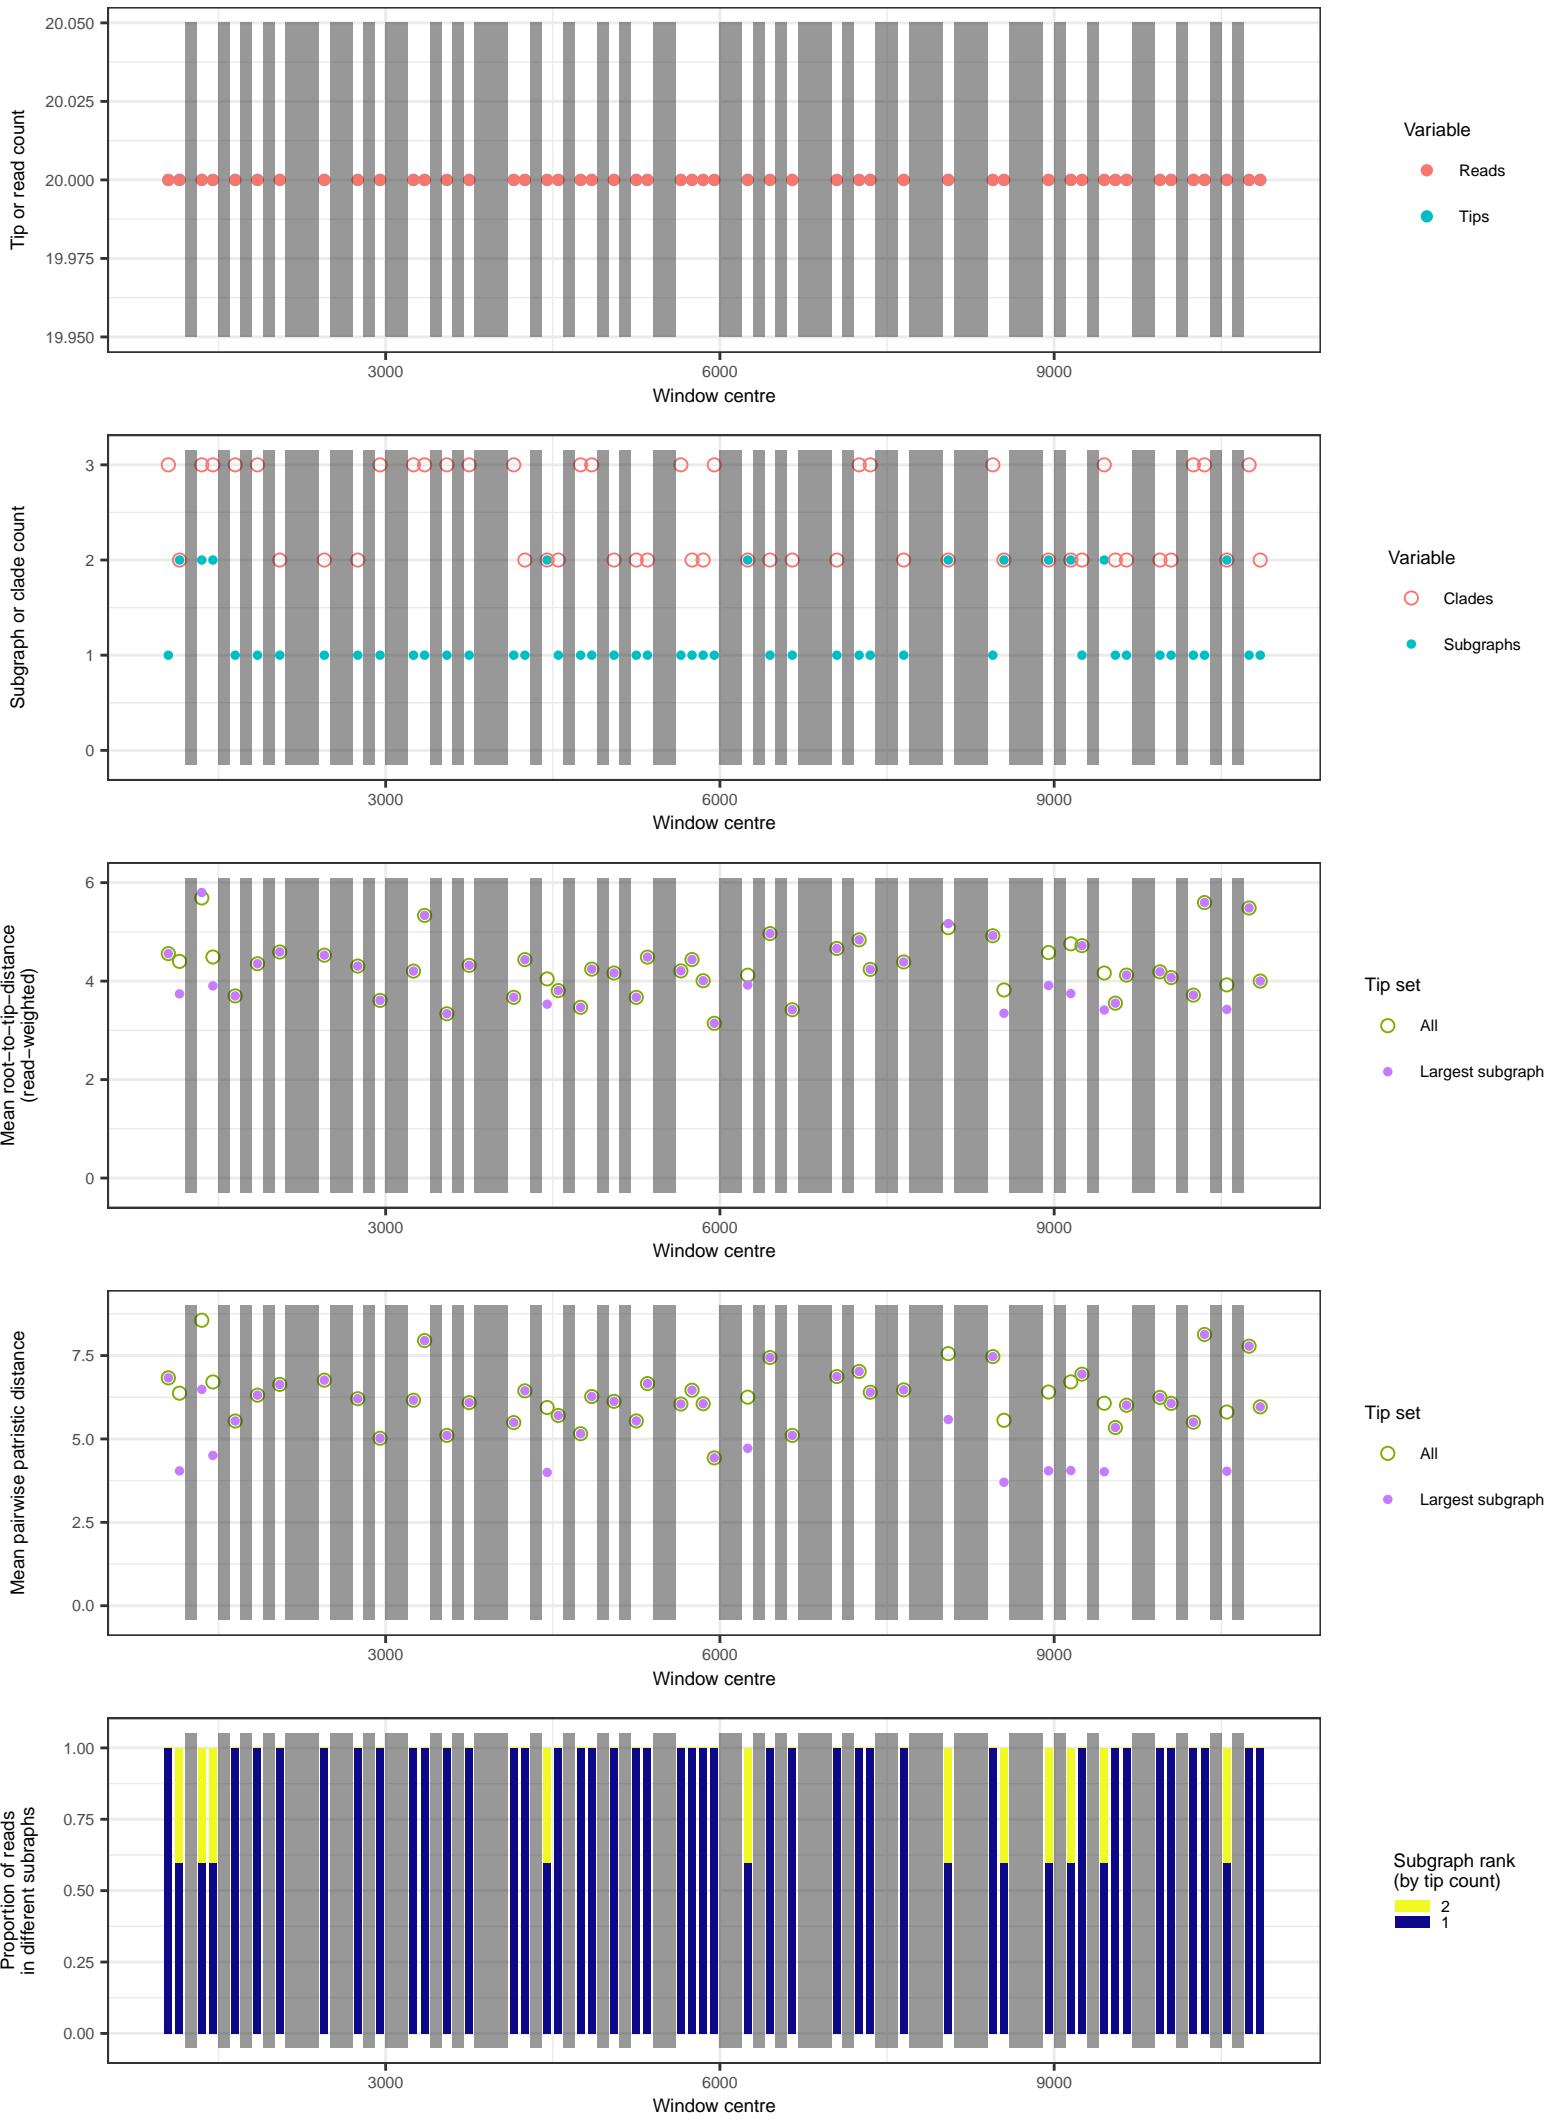 20.050
20.025
20.000
19.975
19.950
Tip or read count
3000 6000 9000
Window centre
Variable
Reads
Tips
3
2
1
0
Subgraph or clade count
3000 6000 9000
Window centre
Variable
Clades
Subgraphs
6
4
2
0
Mean root−to−tip−distance
(read−weighted)
3000 6000 9000
Window centre
Tip set
All
Largest subgraph
7.5
5.0
2.5
0.0
Mean pairwise patristic distance
3000 6000 9000
Window centre
Tip set
All
Largest subgraph
1.00
0.75
0.50
0.25
0.00
Proportion of reads
in different subraphs
3000 6000 9000
Window centre
Subgraph rank
(by tip count)
2
1